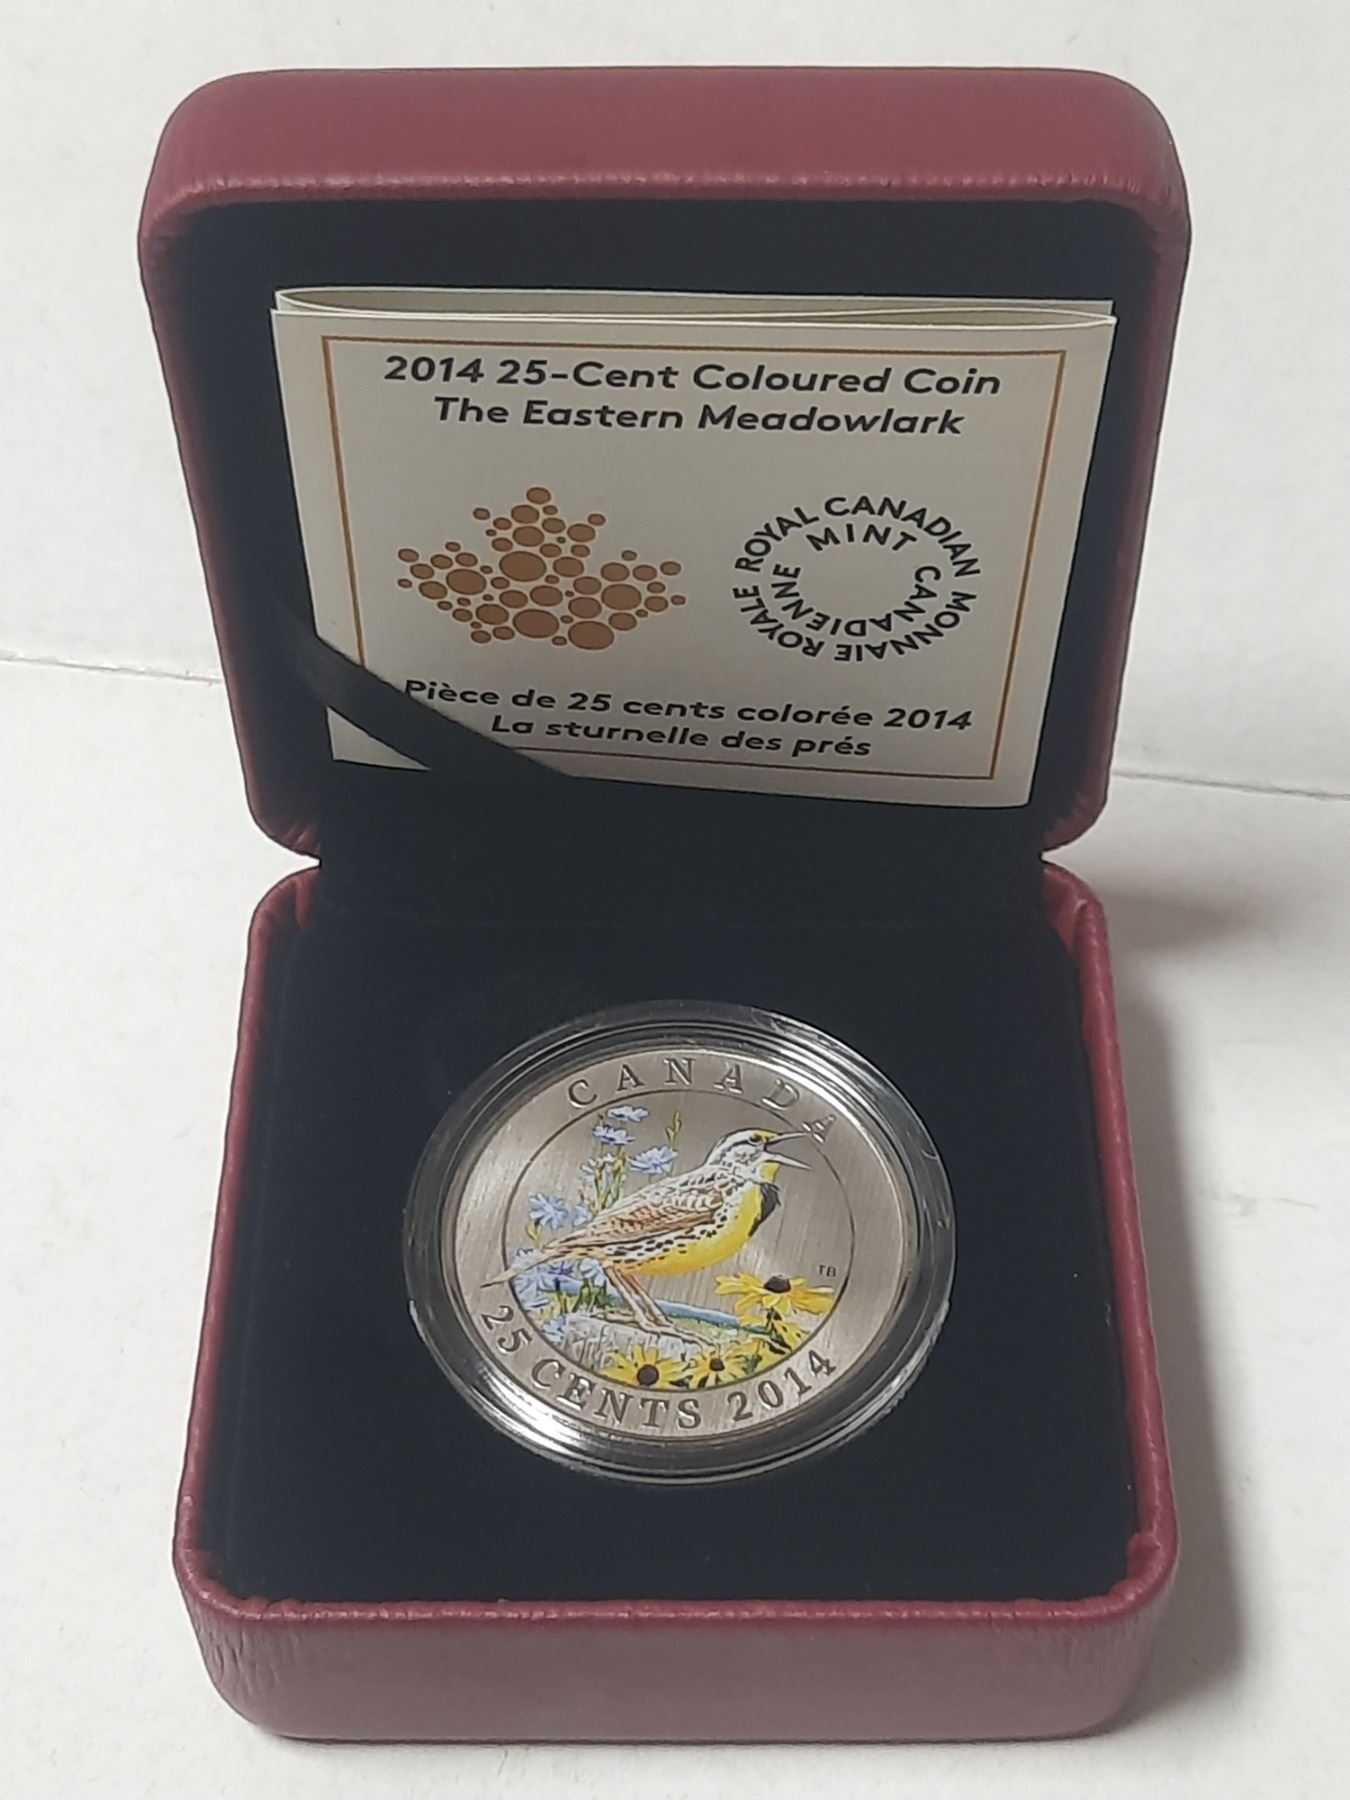 2014 25-Cent Coloured Coin
The Eastern Meadowlark
ROYAL CANADIAN
MINT
MONNAIE ROYALE
CANADIENNE
Pièce de 25 cents colorée 2014
La sturnelle des prés
CANADA
TB
25 CENTS 2014